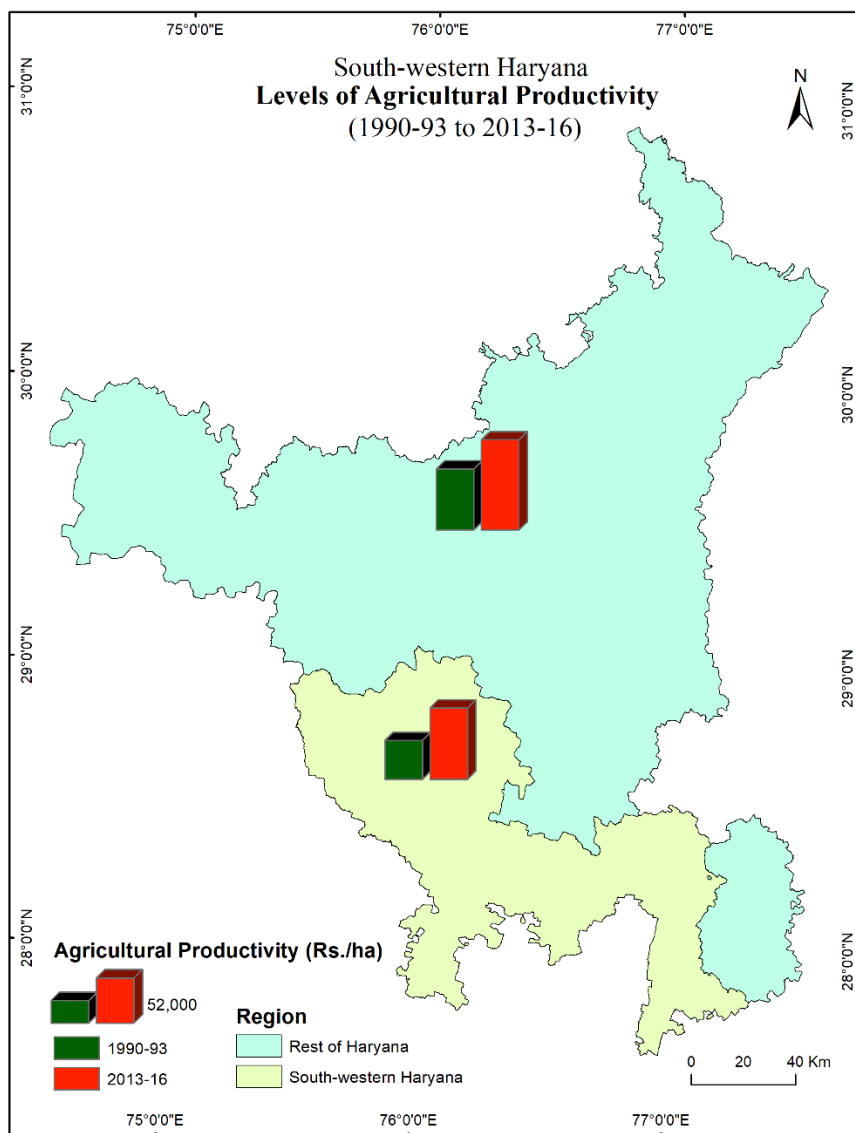 75°0'0"E 76°0'0"E 77°0'0"E
South-western Haryana
Levels of Agricultural Productivity
(1990-93 to 2013-16)
N
31°0'0"N
31°0'0"N
30°0'0"N
30°0'0"N
29°0'0"N
29°0'0"N
28°0'0"N
28°0'0"N
Agricultural Productivity (Rs./ha)
52,000
1990-93
2013-16
Region
Rest of Haryana
South-western Haryana
0 20 40 Km
75°0'0"E 76°0'0"E 77°0'0"E